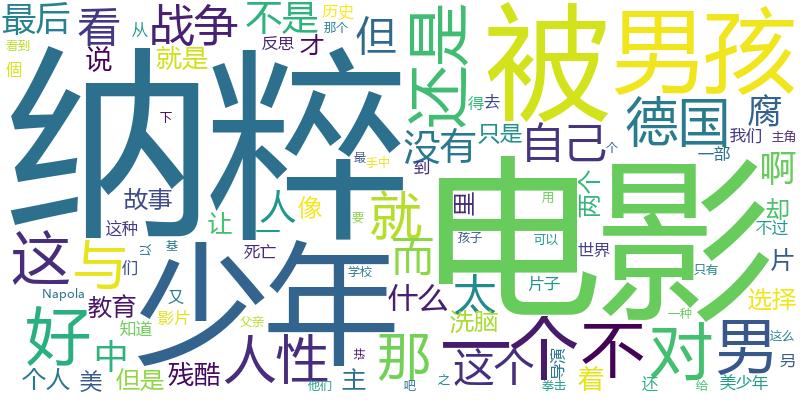 最后 看 从 战争 不是 历史 那个 但 还是 被 男孩
看到 個 说 就是 反思 才
纳粹 下 得 去 德国 腐
没有 只是 自己 我们 主角
最 手中 到 个 一部
故事 让 一 人 像 就 里 电影 两个 用 啊 却
这 与 这种 们 以 基 死亡 要 而 孩子 可以 世界 不过
Napola 少年 学校 什么 太 片子 只有 片
教育 又 影片 父亲 洗脑 一种 选择
好 中 知道 人性 那 一个 不 对 男 这么
个人 美 但是 残酷 并 他们 主 吧 这个 之 拳击 导演 着 还 给 美少年 另